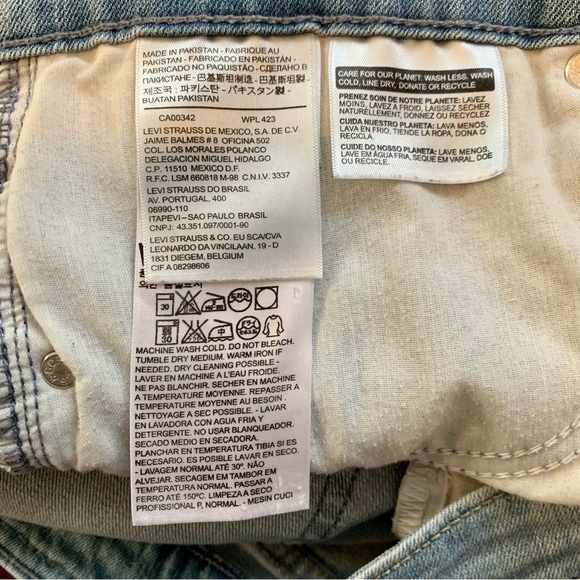 MADE IN PAKISTAN - FABRIQUE AU
PAKISTAN - FABRICADO EN PAKISTÁN -
FABRICADO NO PAQUISTÃO - СДЕЛАНО В
ПАКИСТАНЕ - 巴基斯坦制造 - 巴基斯坦製造 -
제조국 : 파키스탄 - パキスタン製 -
BUATAN PAKISTAN
CA00342 WPL 423
LEVI STRAUSS DE MEXICO, S.A. DE C.V.
JAIME BALMES # 8 OFICINA 502
COL. LOS MORALES POLANCO
DELEGACION MIGUEL HIDALGO
C.P. 11510 MEXICO D.F.
R.F.C. LSM 660818 M-98 C.N.I.V. 3337
LEVI STRAUSS DO BRASIL
AV. PORTUGAL, 400
06990-110
ITAPEVI – SAO PAULO BRASIL
CNPJ: 43.351.097/0001-90
LEVI STRAUSS & CO. EU SCA/CVA
LEONARDO DA VINCILAAN, 19 - D
1831 DIEGEM, BELGIUM
CIF A 08298606
30
30
MACHINE WASH COLD. DO NOT BLEACH.
TUMBLE DRY MEDIUM. WARM IRON IF
NEEDED. DRY CLEANING POSSIBLE -
LAVER EN MACHINE A L'EAU FROIDE.
NE PAS BLANCHIR. SECHER EN MACHINE
A TEMPERATURE MOYENNE. REPASSER A
TEMPERATURE MOYENNE AU BESOIN .
NETTOYAGE A SEC POSSIBLE. - LAVAR
EN LAVADORA CON AGUA FRIA Y
DETERGENTE. NO USAR BLANQUEADOR.
SECADO MEDIO EN SECADORA.
PLANCHAR EN TEMPERATURA TIBIA SI ES
NECESARIO. EN SECO ES POSIBLE.
- LAVAGEM NORMAL ATÉ 30º. NÃO
ALVEJAR. SECAGEM EM TAMBOR EM
TEMPERATURA NORMAL. PASSAR A
FERRO ATÉ 150ºC. LIMPEZA A SECO
PROFISSIONAL P, NORMAL. - MESIN CUCI
CARE FOR OUR PLANET: WASH LESS, WASH
COLD, LINE DRY, DONATE OR RECYCLE
PRENEZ SOIN DE NOTRE PLANETE: LAVEZ
MOINS, LAVEZ A FROID, LAISSEZ SECHER
NATURELLEMENT, DONNEZ OU RECYCLEZ
CUIDA NUESTRO PLANETA: LAVA MENOS,
LAVA EN FRIO, TIENDE LA ROPA, DONA O
RECICLA.
CUIDE DO NOSSO PLANETA: LAVE MENOS,
LAVE EM ÁGUA FRIA, SEQUE EM VARAL, DOE
OU RECICLE.